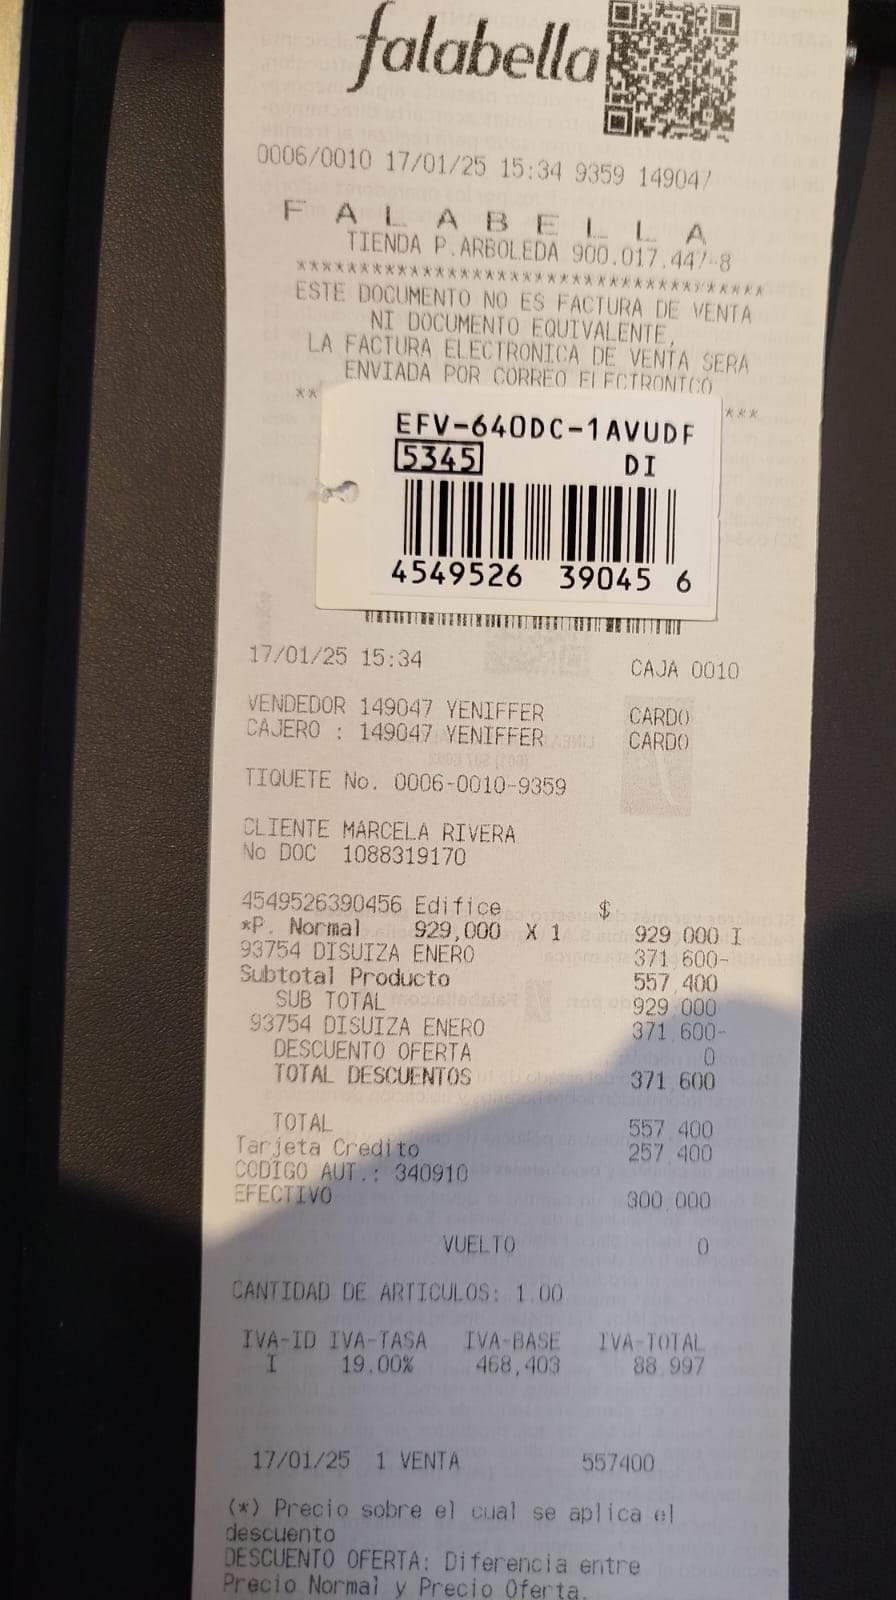 falabella
0006/0010 17/01/25 15:34 9359 149047
F A L A B E L L A
TIENDA P.ARBOLEDA 900.017.447-8
************************************
ESTE DOCUMENTO NO ES FACTURA DE VENTA
NI DOCUMENTO EQUIVALENTE,
LA FACTURA ELECTRONICA DE VENTA SERA
ENVIADA POR CORREO ELECTRONICO
** ***
EFV-640DC-1AVUDF
5345 DI
4549526 39045 6
17/01/25 15:34 CAJA 0010
VENDEDOR 149047 YENIFFER CARDO
CAJERO : 149047 YENIFFER CARDO
TIQUETE No. 0006-0010-9359
CLIENTE MARCELA RIVERA
No DOC 1088319170
4549526390456 Edifice $
*P. Normal 929,000 X 1 929,000 I
93754 DISUIZA ENERO 371,600-
Subtotal Producto 557,400
SUB TOTAL 929,000
93754 DISUIZA ENERO 371,600-
DESCUENTO OFERTA 0
TOTAL DESCUENTOS 371,600
TOTAL 557,400
Tarjeta Credito 257,400
CODIGO AUT.: 340910
EFECTIVO 300,000
VUELTO 0
CANTIDAD DE ARTICULOS: 1.00
IVA-ID IVA-TASA IVA-BASE IVA-TOTAL
I 19.00% 468,403 88,997
17/01/25 1 VENTA 557400
(*) Precio sobre el cual se aplica el
descuento
DESCUENTO OFERTA: Diferencia entre
Precio Normal y Precio Oferta.